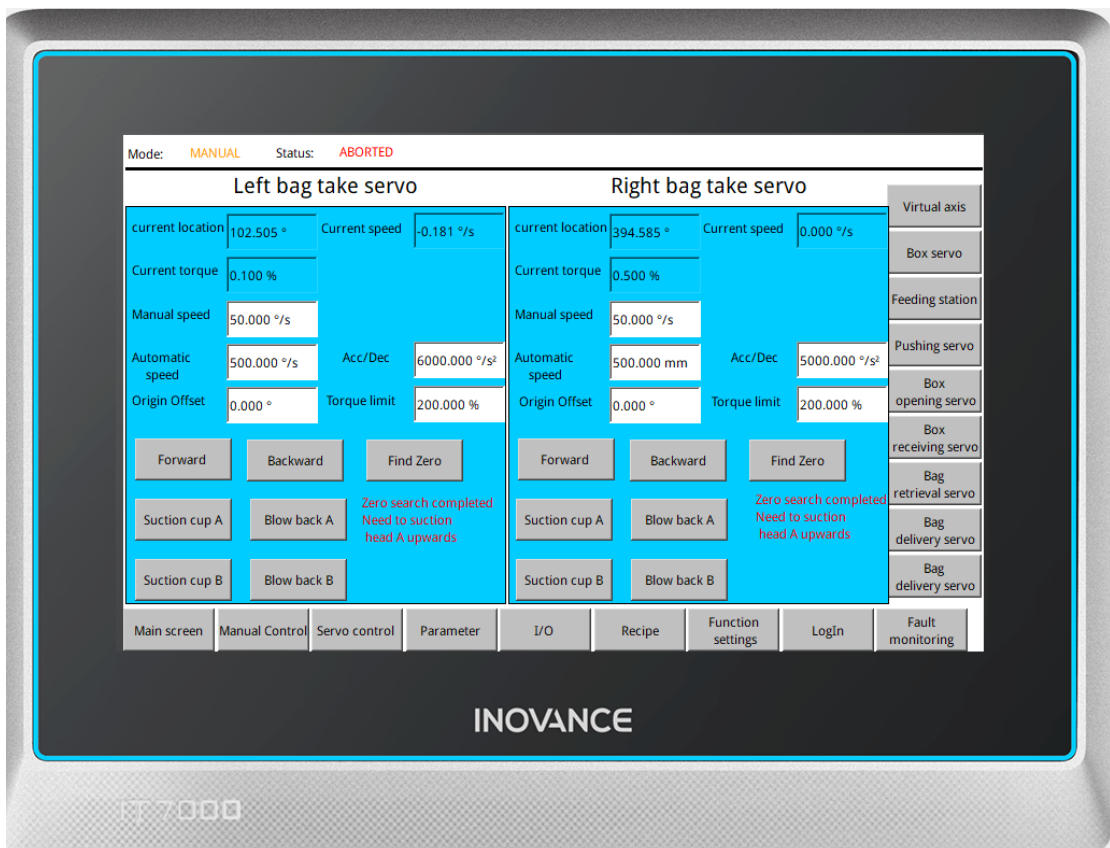 Mode: MANUAL Status: ABORTED
Left bag take servo
Right bag take servo
current location 102.505 ° Current speed -0.181 °/s
Current torque 0.100 %
Manual speed 50.000 °/s
Automatic speed 500.000 °/s Acc/Dec 6000.000 °/s²
Origin Offset 0.000 ° Torque limit 200.000 %
Forward Backward Find Zero
Suction cup A Blow back A
Zero search completed
Need to suction
head A upwards
Suction cup B Blow back B
current location 394.585 ° Current speed 0.000 °/s
Current torque 0.500 %
Manual speed 50.000 °/s
Automatic speed 500.000 mm Acc/Dec 5000.000 °/s²
Origin Offset 0.000 ° Torque limit 200.000 %
Forward Backward Find Zero
Suction cup A Blow back A
Zero search completed
Need to suction
head A upwards
Suction cup B Blow back B
Virtual axis
Box servo
Feeding station
Pushing servo
Box
opening servo
Box
receiving servo
Bag
retrieval servo
Bag
delivery servo
Bag
delivery servo
Main screen Manual Control Servo control Parameter I/O Recipe Function settings LogIn Fault monitoring
INOVANCE
IT7000